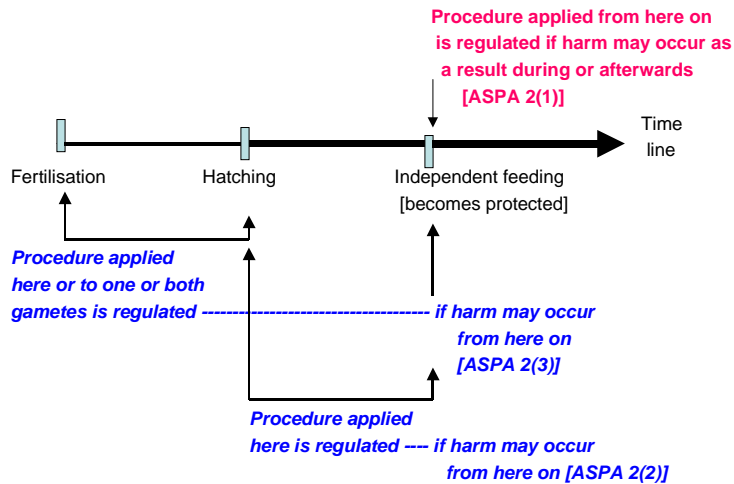 Procedure applied from here on
is regulated if harm may occur as
a result during or afterwards
[ASPA 2(1)]
Time
line
Fertilisation
Hatching
Independent feeding
[becomes protected]
Procedure applied
here or to one or both
gametes is regulated ------------------------------------- if harm may occur
from here on
[ASPA 2(3)]
Procedure applied
here is regulated ---- if harm may occur
from here on [ASPA 2(2)]